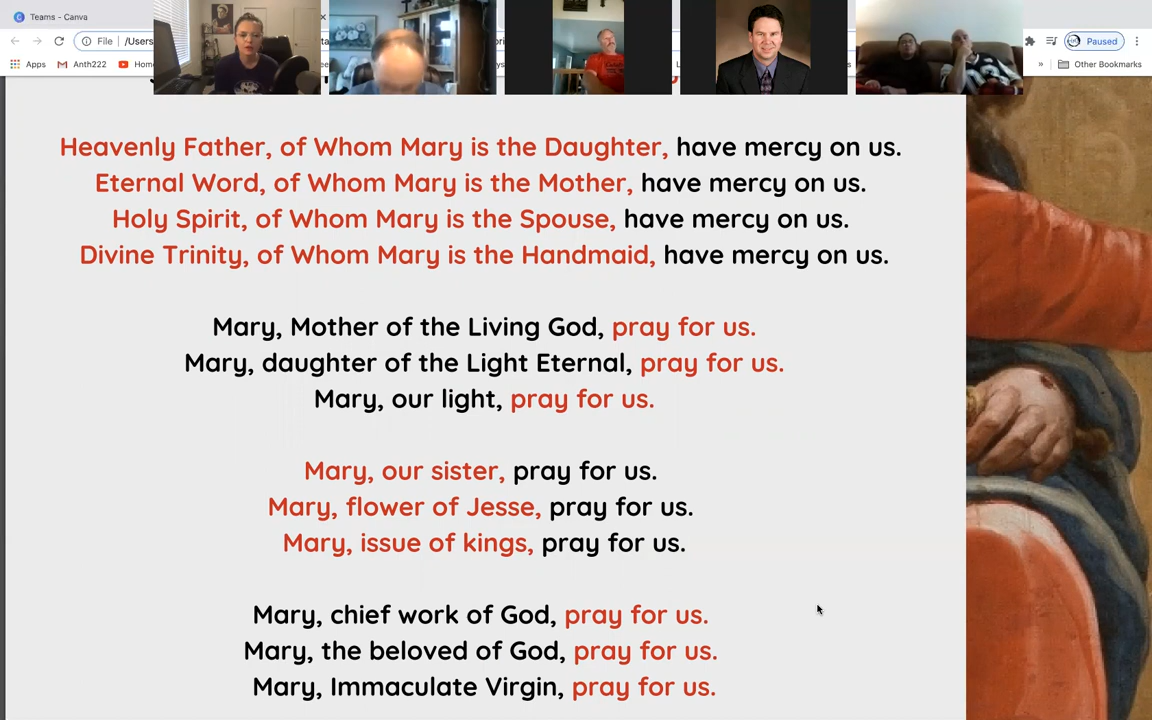 Teams - Canva
File
/Users
Paused
Apps
Anth222
Home
»
Other Bookmarks
Heavenly Father, of Whom Mary is the Daughter, have mercy on us.
Eternal Word, of Whom Mary is the Mother, have mercy on us.
Holy Spirit, of Whom Mary is the Spouse, have mercy on us.
Divine Trinity, of Whom Mary is the Handmaid, have mercy on us.
Mary, Mother of the Living God, pray for us.
Mary, daughter of the Light Eternal, pray for us.
Mary, our light, pray for us.
Mary, our sister, pray for us.
Mary, flower of Jesse, pray for us.
Mary, issue of kings, pray for us.
Mary, chief work of God, pray for us.
Mary, the beloved of God, pray for us.
Mary, Immaculate Virgin, pray for us.